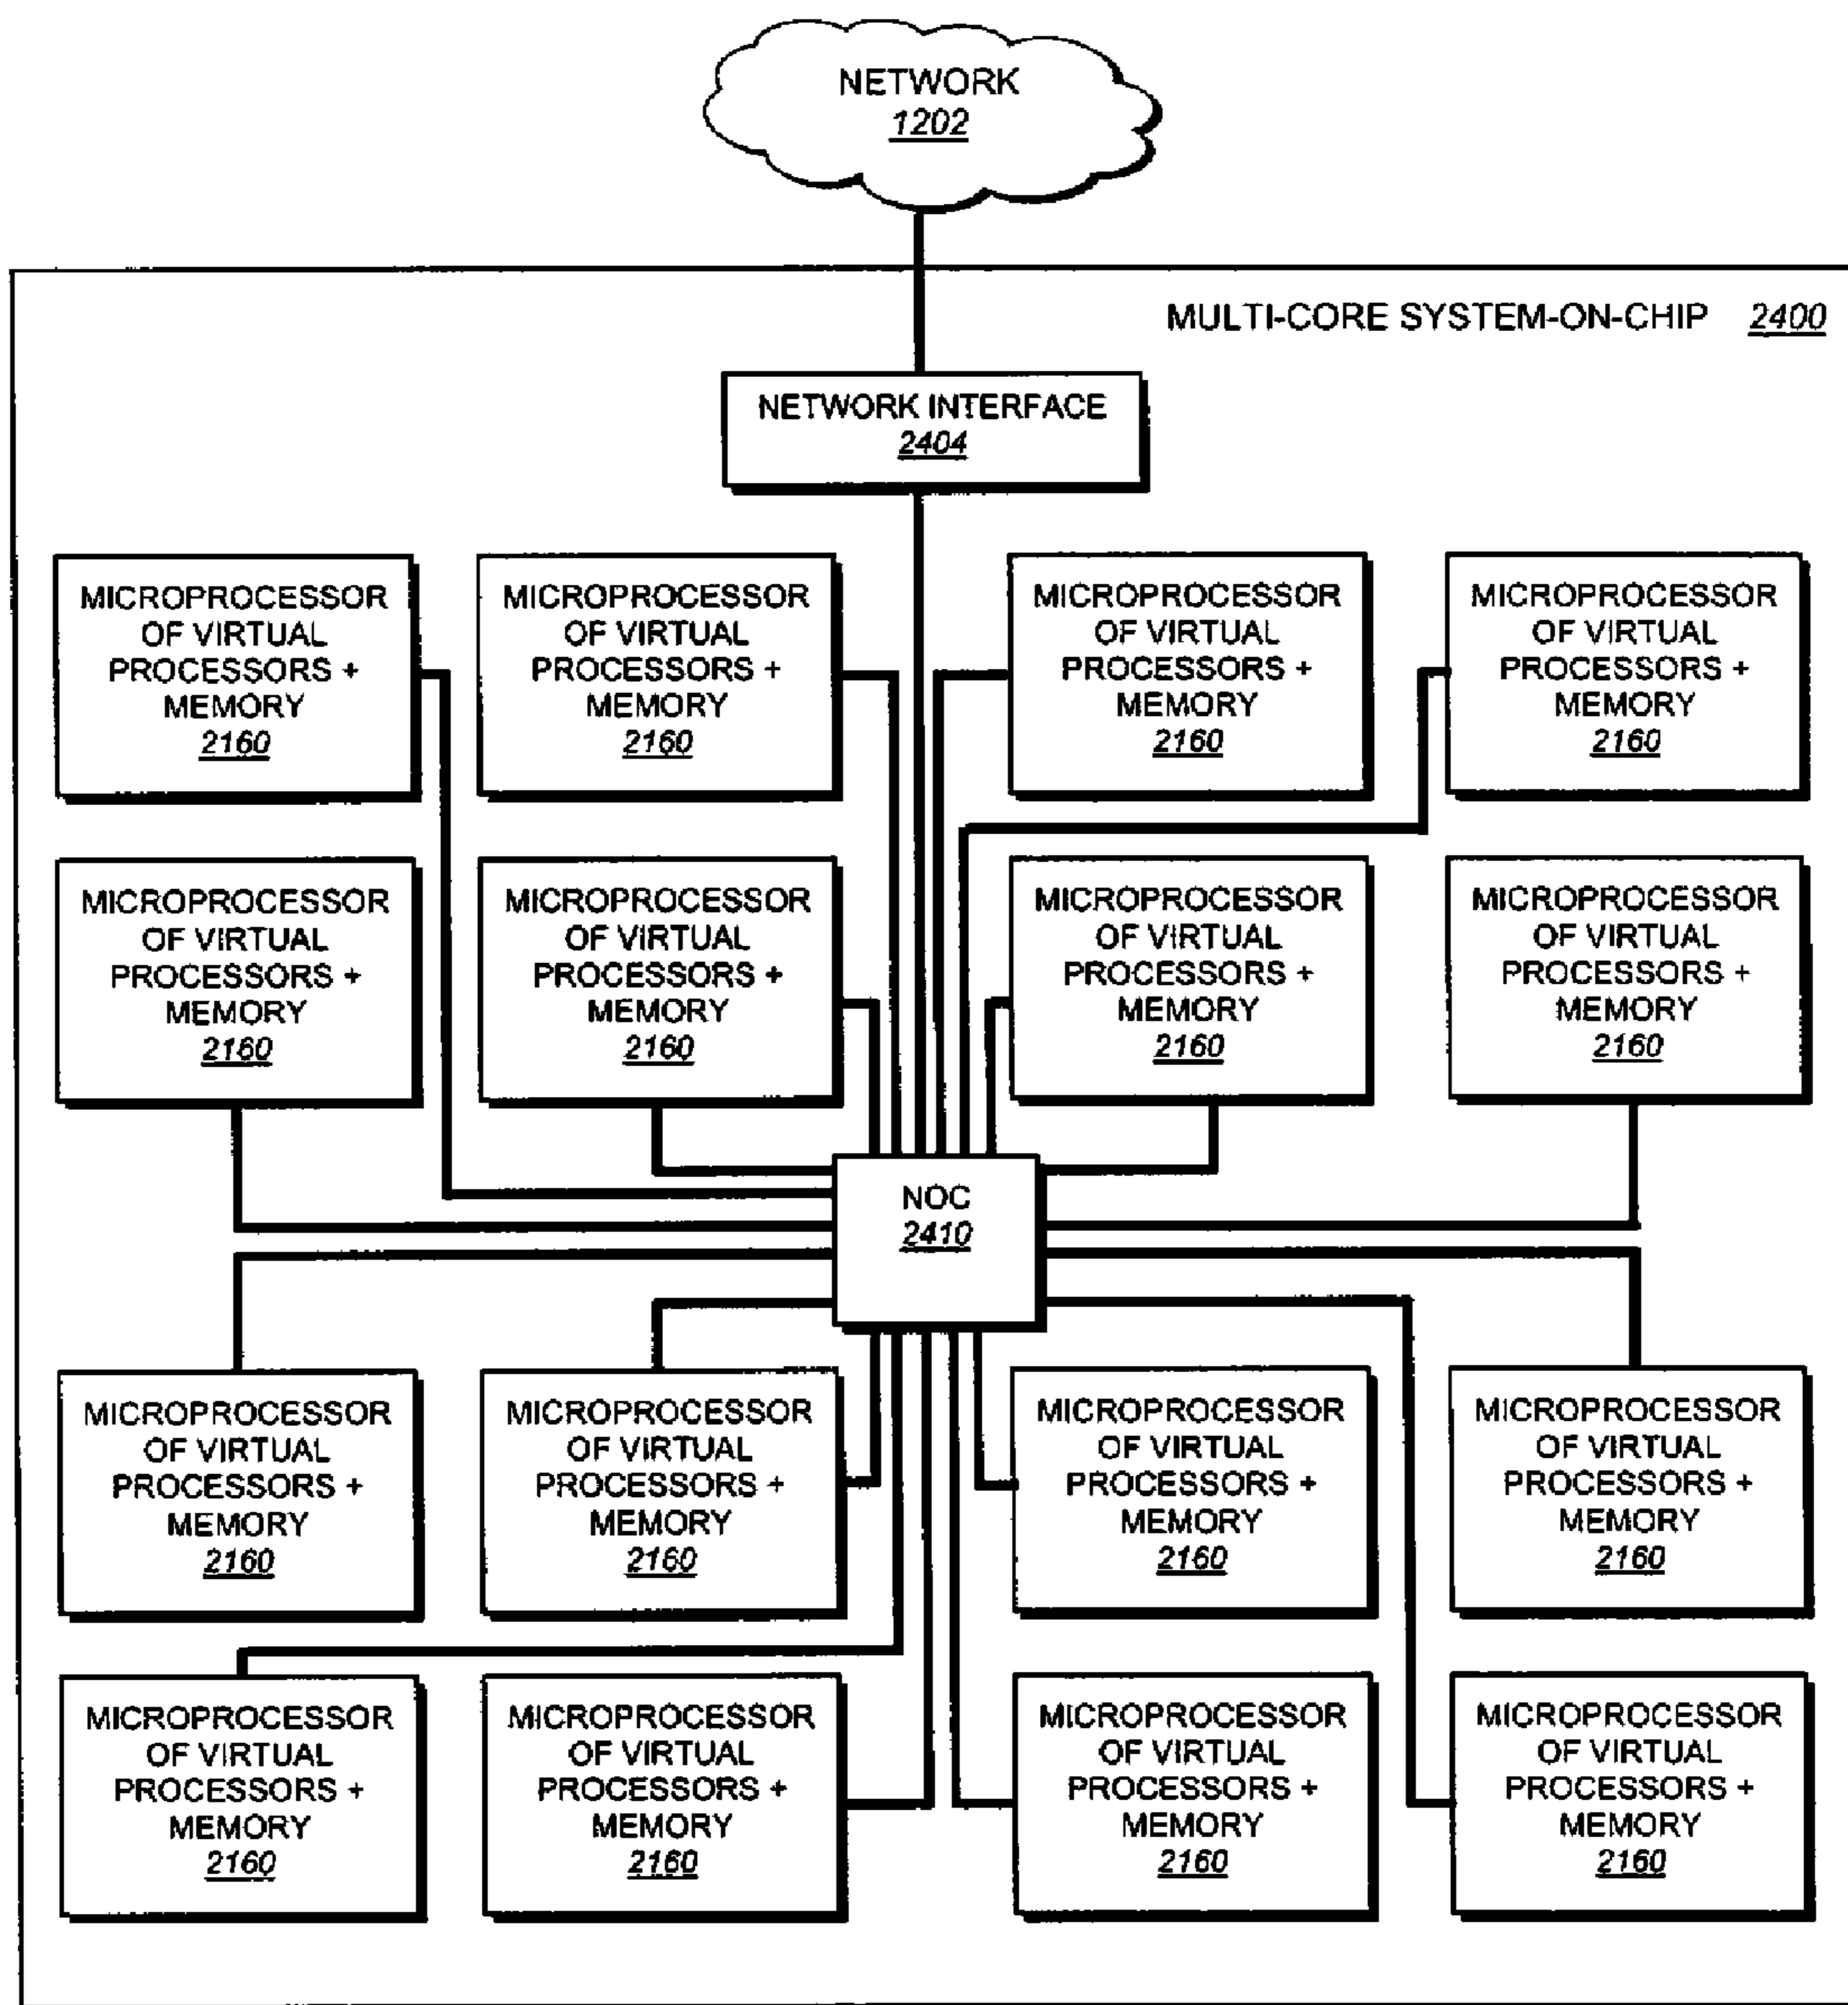 NETWORK
1202
MULTI-CORE SYSTEM-ON-CHIP 2400
NETWORK INTERFACE
2404
MICROPROCESSOR
OF VIRTUAL
PROCESSORS +
MEMORY
2160
MICROPROCESSOR
OF VIRTUAL
PROCESSORS +
MEMORY
2160
MICROPROCESSOR
OF VIRTUAL
PROCESSORS +
MEMORY
2160
MICROPROCESSOR
OF VIRTUAL
PROCESSORS +
MEMORY
2160
MICROPROCESSOR
OF VIRTUAL
PROCESSORS +
MEMORY
2160
MICROPROCESSOR
OF VIRTUAL
PROCESSORS +
MEMORY
2160
MICROPROCESSOR
OF VIRTUAL
PROCESSORS +
MEMORY
2160
MICROPROCESSOR
OF VIRTUAL
PROCESSORS +
MEMORY
2160
NOC
2410
MICROPROCESSOR
OF VIRTUAL
PROCESSORS +
MEMORY
2160
MICROPROCESSOR
OF VIRTUAL
PROCESSORS +
MEMORY
2160
MICROPROCESSOR
OF VIRTUAL
PROCESSORS +
MEMORY
2160
MICROPROCESSOR
OF VIRTUAL
PROCESSORS +
MEMORY
2160
MICROPROCESSOR
OF VIRTUAL
PROCESSORS +
MEMORY
2160
MICROPROCESSOR
OF VIRTUAL
PROCESSORS +
MEMORY
2160
MICROPROCESSOR
OF VIRTUAL
PROCESSORS +
MEMORY
2160
MICROPROCESSOR
OF VIRTUAL
PROCESSORS +
MEMORY
2160